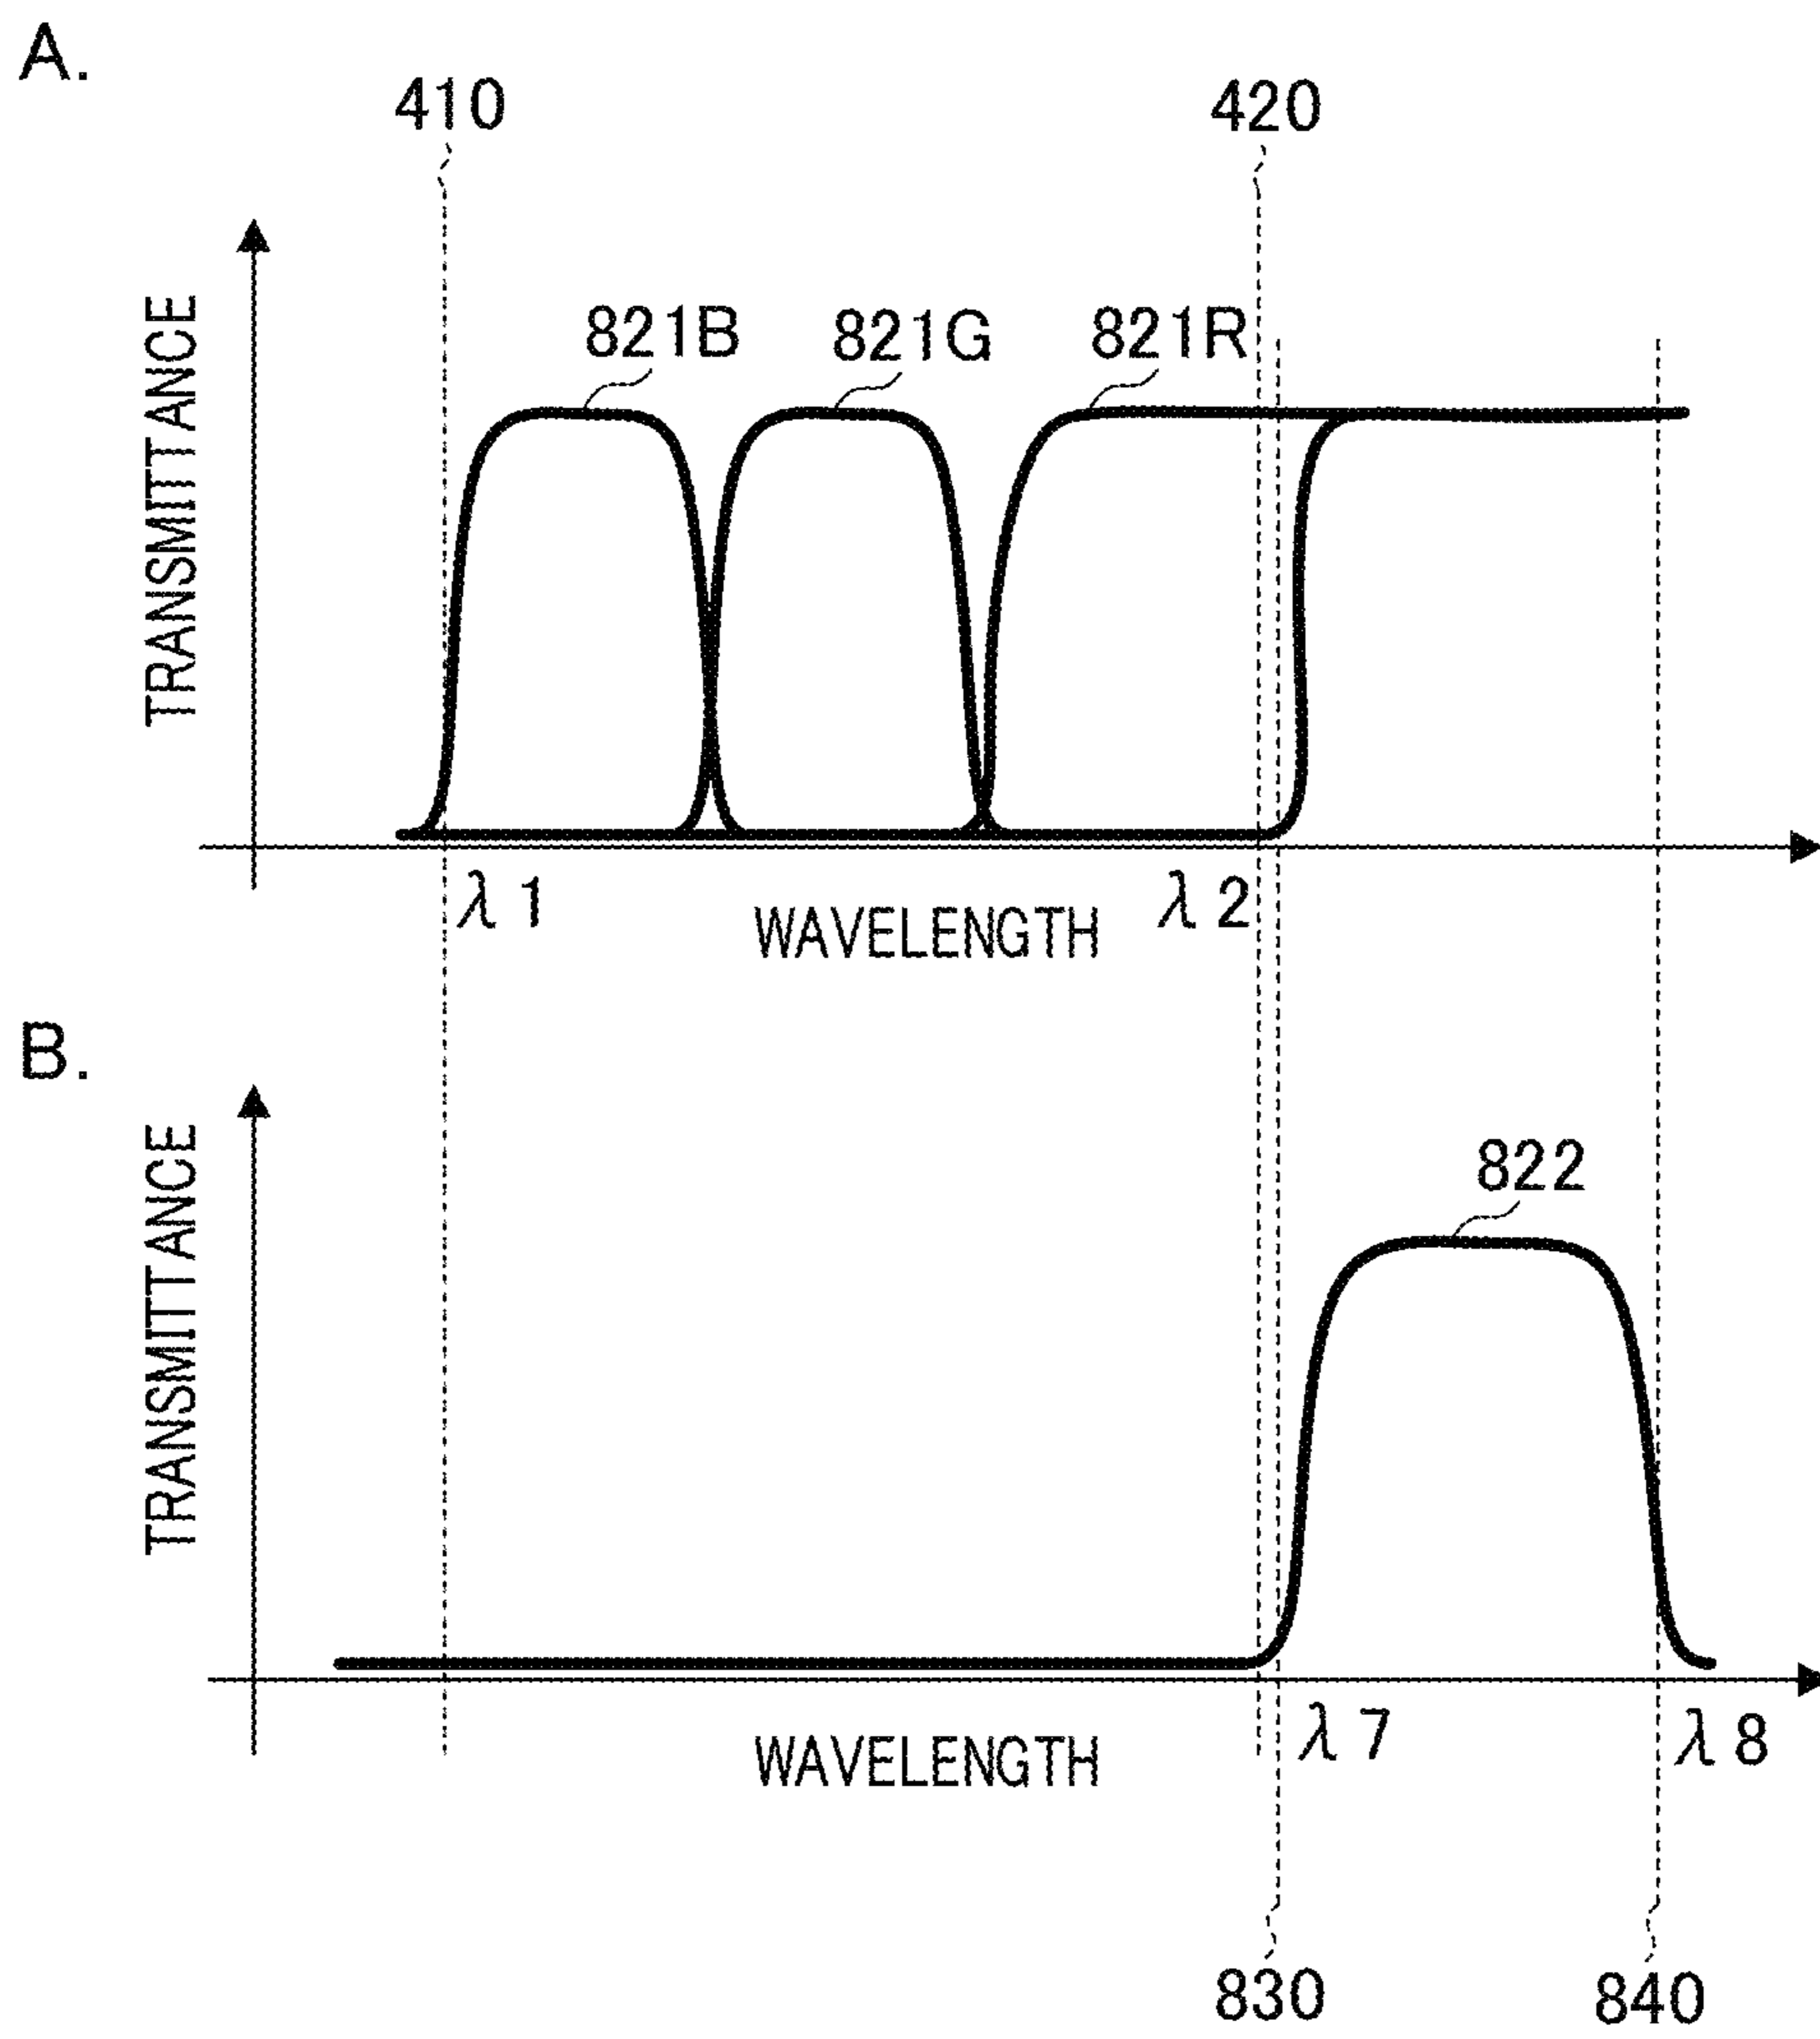 A.
410 420
821B 821G 821R
TRANSMITTANCE
λ1 WAVELENGTH λ2
B.
822
TRANSMITTANCE
WAVELENGTH λ7 λ8
830 840